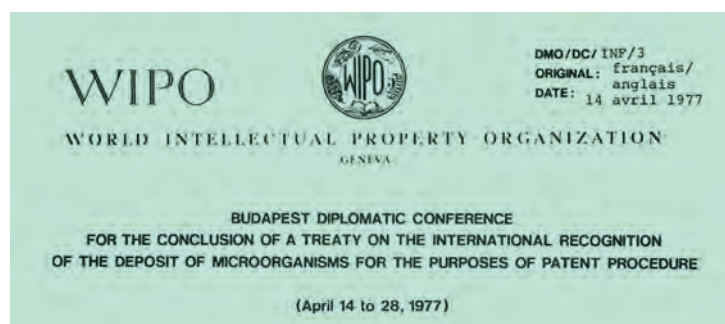 WIPO
WIPO
DMO/DC/ INF/3
ORIGINAL: français/
anglais
DATE: 14 avril 1977
WORLD INTELLECTUAL PROPERTY ORGANIZATION
GENEVA
BUDAPEST DIPLOMATIC CONFERENCE
FOR THE CONCLUSION OF A TREATY ON THE INTERNATIONAL RECOGNITION
OF THE DEPOSIT OF MICROORGANISMS FOR THE PURPOSES OF PATENT PROCEDURE
(April 14 to 28, 1977)